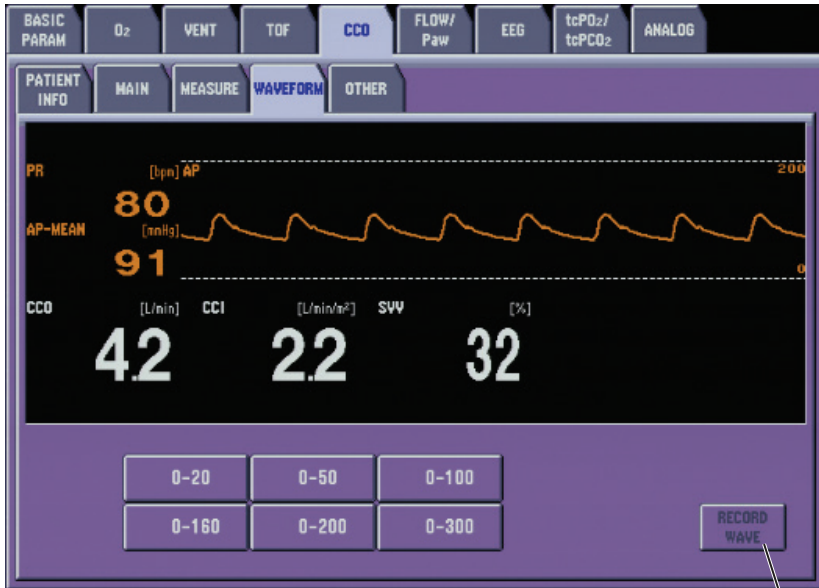 BASIC PARAM
O2
VENT
TOF
CCO
FLOW/ Paw
EEG
tcPO2/ tcPCO2
ANALOG
PATIENT INFO
MAIN
MEASURE
WAVEFORM
OTHER
PR [bpm] AP 200
80
AP-MEAN [mmHg]
91 0
CCO [L/min] CCI [L/min/m²] SVV [%]
4.2 2.2 32
0-20 0-50 0-100
0-160 0-200 0-300
RECORD WAVE